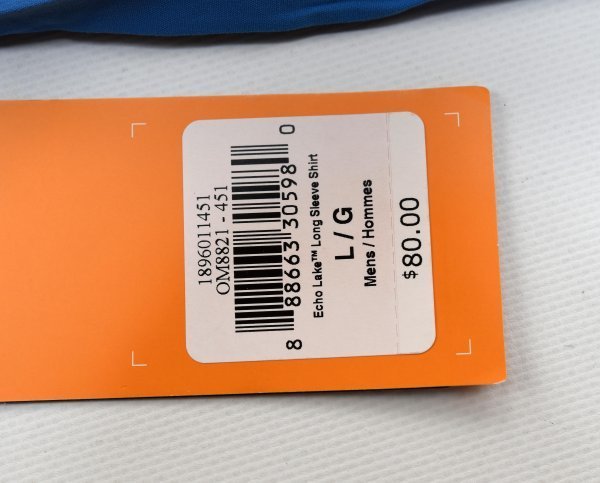 1896011451
OM8821 - 451
8 88663 30598 0
Echo Lake™ Long Sleeve Shirt
L / G
Mens / Hommes
$80.00